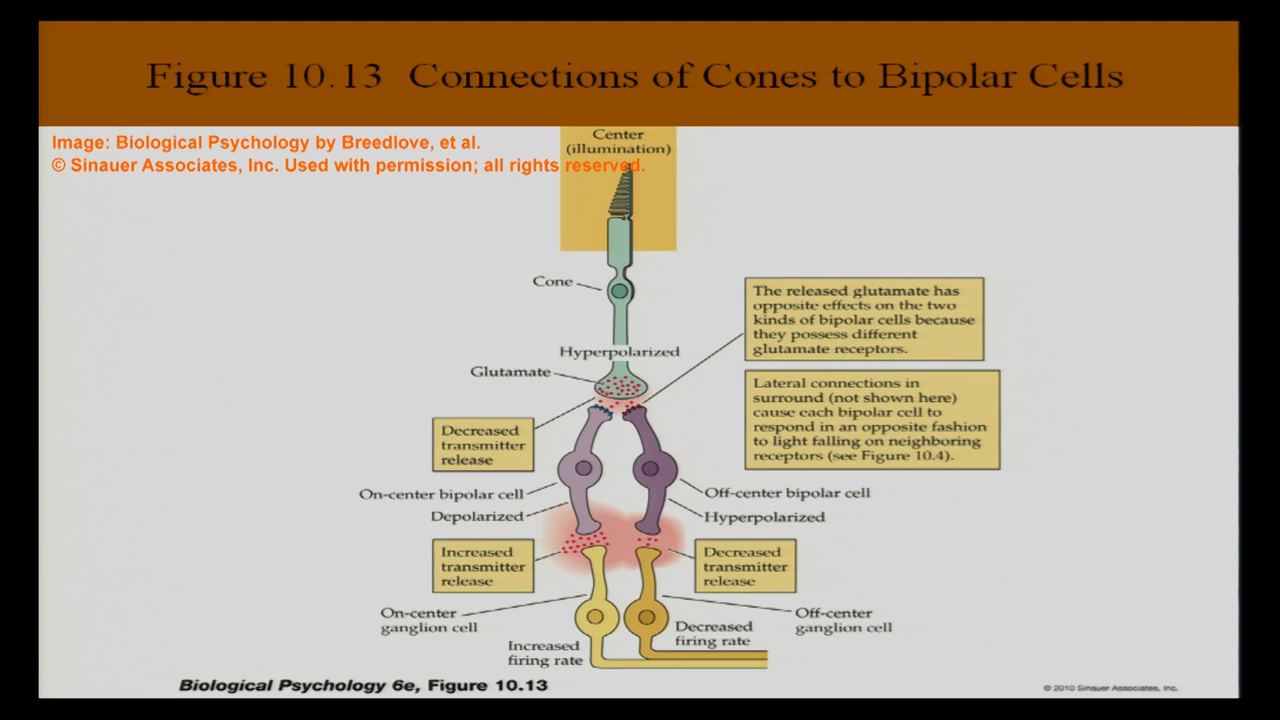 Figure 10.13 Connections of Cones to Bipolar Cells
Image: Biological Psychology by Breedlove, et al.
© Sinauer Associates, Inc. Used with permission; all rights reserved.
Center
(illumination)
Cone
The released glutamate has
opposite effects on the two
kinds of bipolar cells because
they possess different
glutamate receptors.
Hyperpolarized
Glutamate
Lateral connections in
surround (not shown here)
cause each bipolar cell to
respond in an opposite fashion
to light falling on neighboring
receptors (see Figure 10.4).
Decreased
transmitter
release
On-center bipolar cell
Off-center bipolar cell
Depolarized
Hyperpolarized
Increased
transmitter
release
Decreased
transmitter
release
On-center
ganglion cell
Off-center
ganglion cell
Decreased
firing rate
Increased
firing rate
Biological Psychology 6e, Figure 10.13
© 2010 Sinauer Associates, Inc.